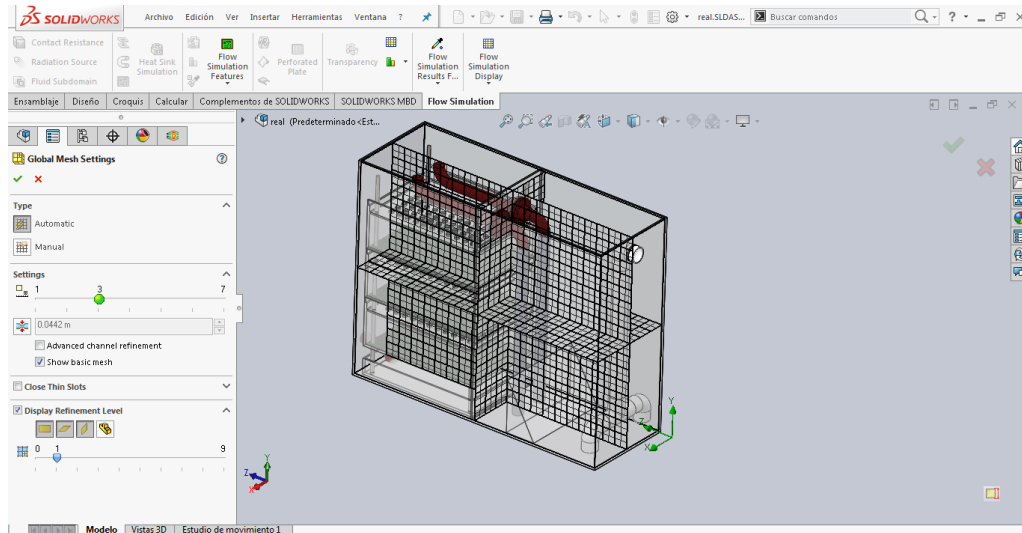 SOLIDWORKS Archivo Edición Ver Insertar Herramientas Ventana ? real.SLDAS... Buscar comandos ?
Contact Resistance
Radiation Source
Fluid Subdomain
Heat Sink Simulation
Flow Simulation Features
Perforated Plate
Transparency
Flow Simulation Results F...
Flow Simulation Display
Ensamblaje Diseño Croquis Calcular Complementos de SOLIDWORKS SOLIDWORKS MBD Flow Simulation
real (Predeterminado<Est...
Global Mesh Settings ?
Type
Automatic
Manual
Settings
1 3 7
0.0442 m
Advanced channel refinement
Show basic mesh
Close Thin Slots
Display Refinement Level
0 1 9
Y
Z
X
Y
Z
X
Modelo Vistas 3D Estudio de movimiento 1